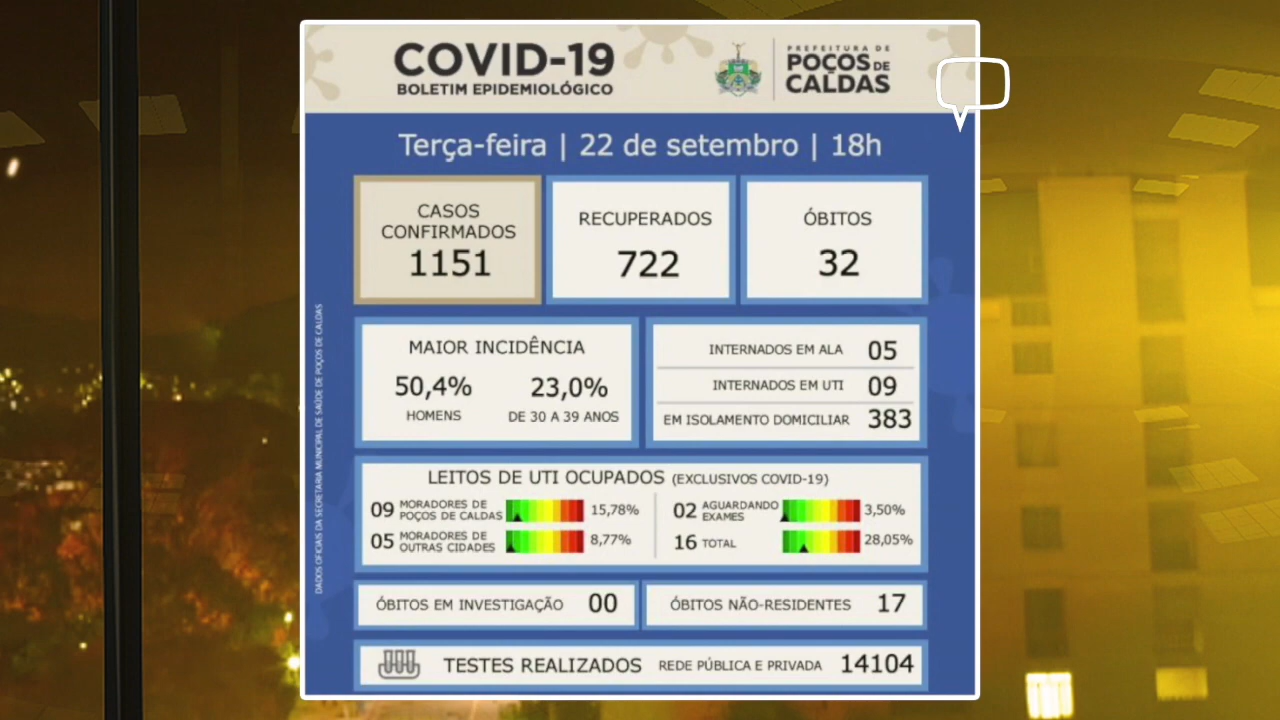 COVID-19
BOLETIM EPIDEMIOLÓGICO
PREFEITURA DE
POÇOS DE
CALDAS
Terça-feira | 22 de setembro | 18h
CASOS
CONFIRMADOS
1151
RECUPERADOS
722
ÓBITOS
32
MAIOR INCIDÊNCIA
50,4%
HOMENS
23,0%
DE 30 A 39 ANOS
INTERNADOS EM ALA 05
INTERNADOS EM UTI 09
EM ISOLAMENTO DOMICILIAR 383
LEITOS DE UTI OCUPADOS (EXCLUSIVOS COVID-19)
09 MORADORES DE
POÇOS DE CALDAS 15,78%
05 MORADORES DE
OUTRAS CIDADES 8,77%
02 AGUARDANDO
EXAMES 3,50%
16 TOTAL 28,05%
ÓBITOS EM INVESTIGAÇÃO 00
ÓBITOS NÃO-RESIDENTES 17
TESTES REALIZADOS REDE PÚBLICA E PRIVADA 14104
DADOS OFICIAIS DA SECRETARIA MUNICIPAL DE SAÚDE DE POÇOS DE CALDAS